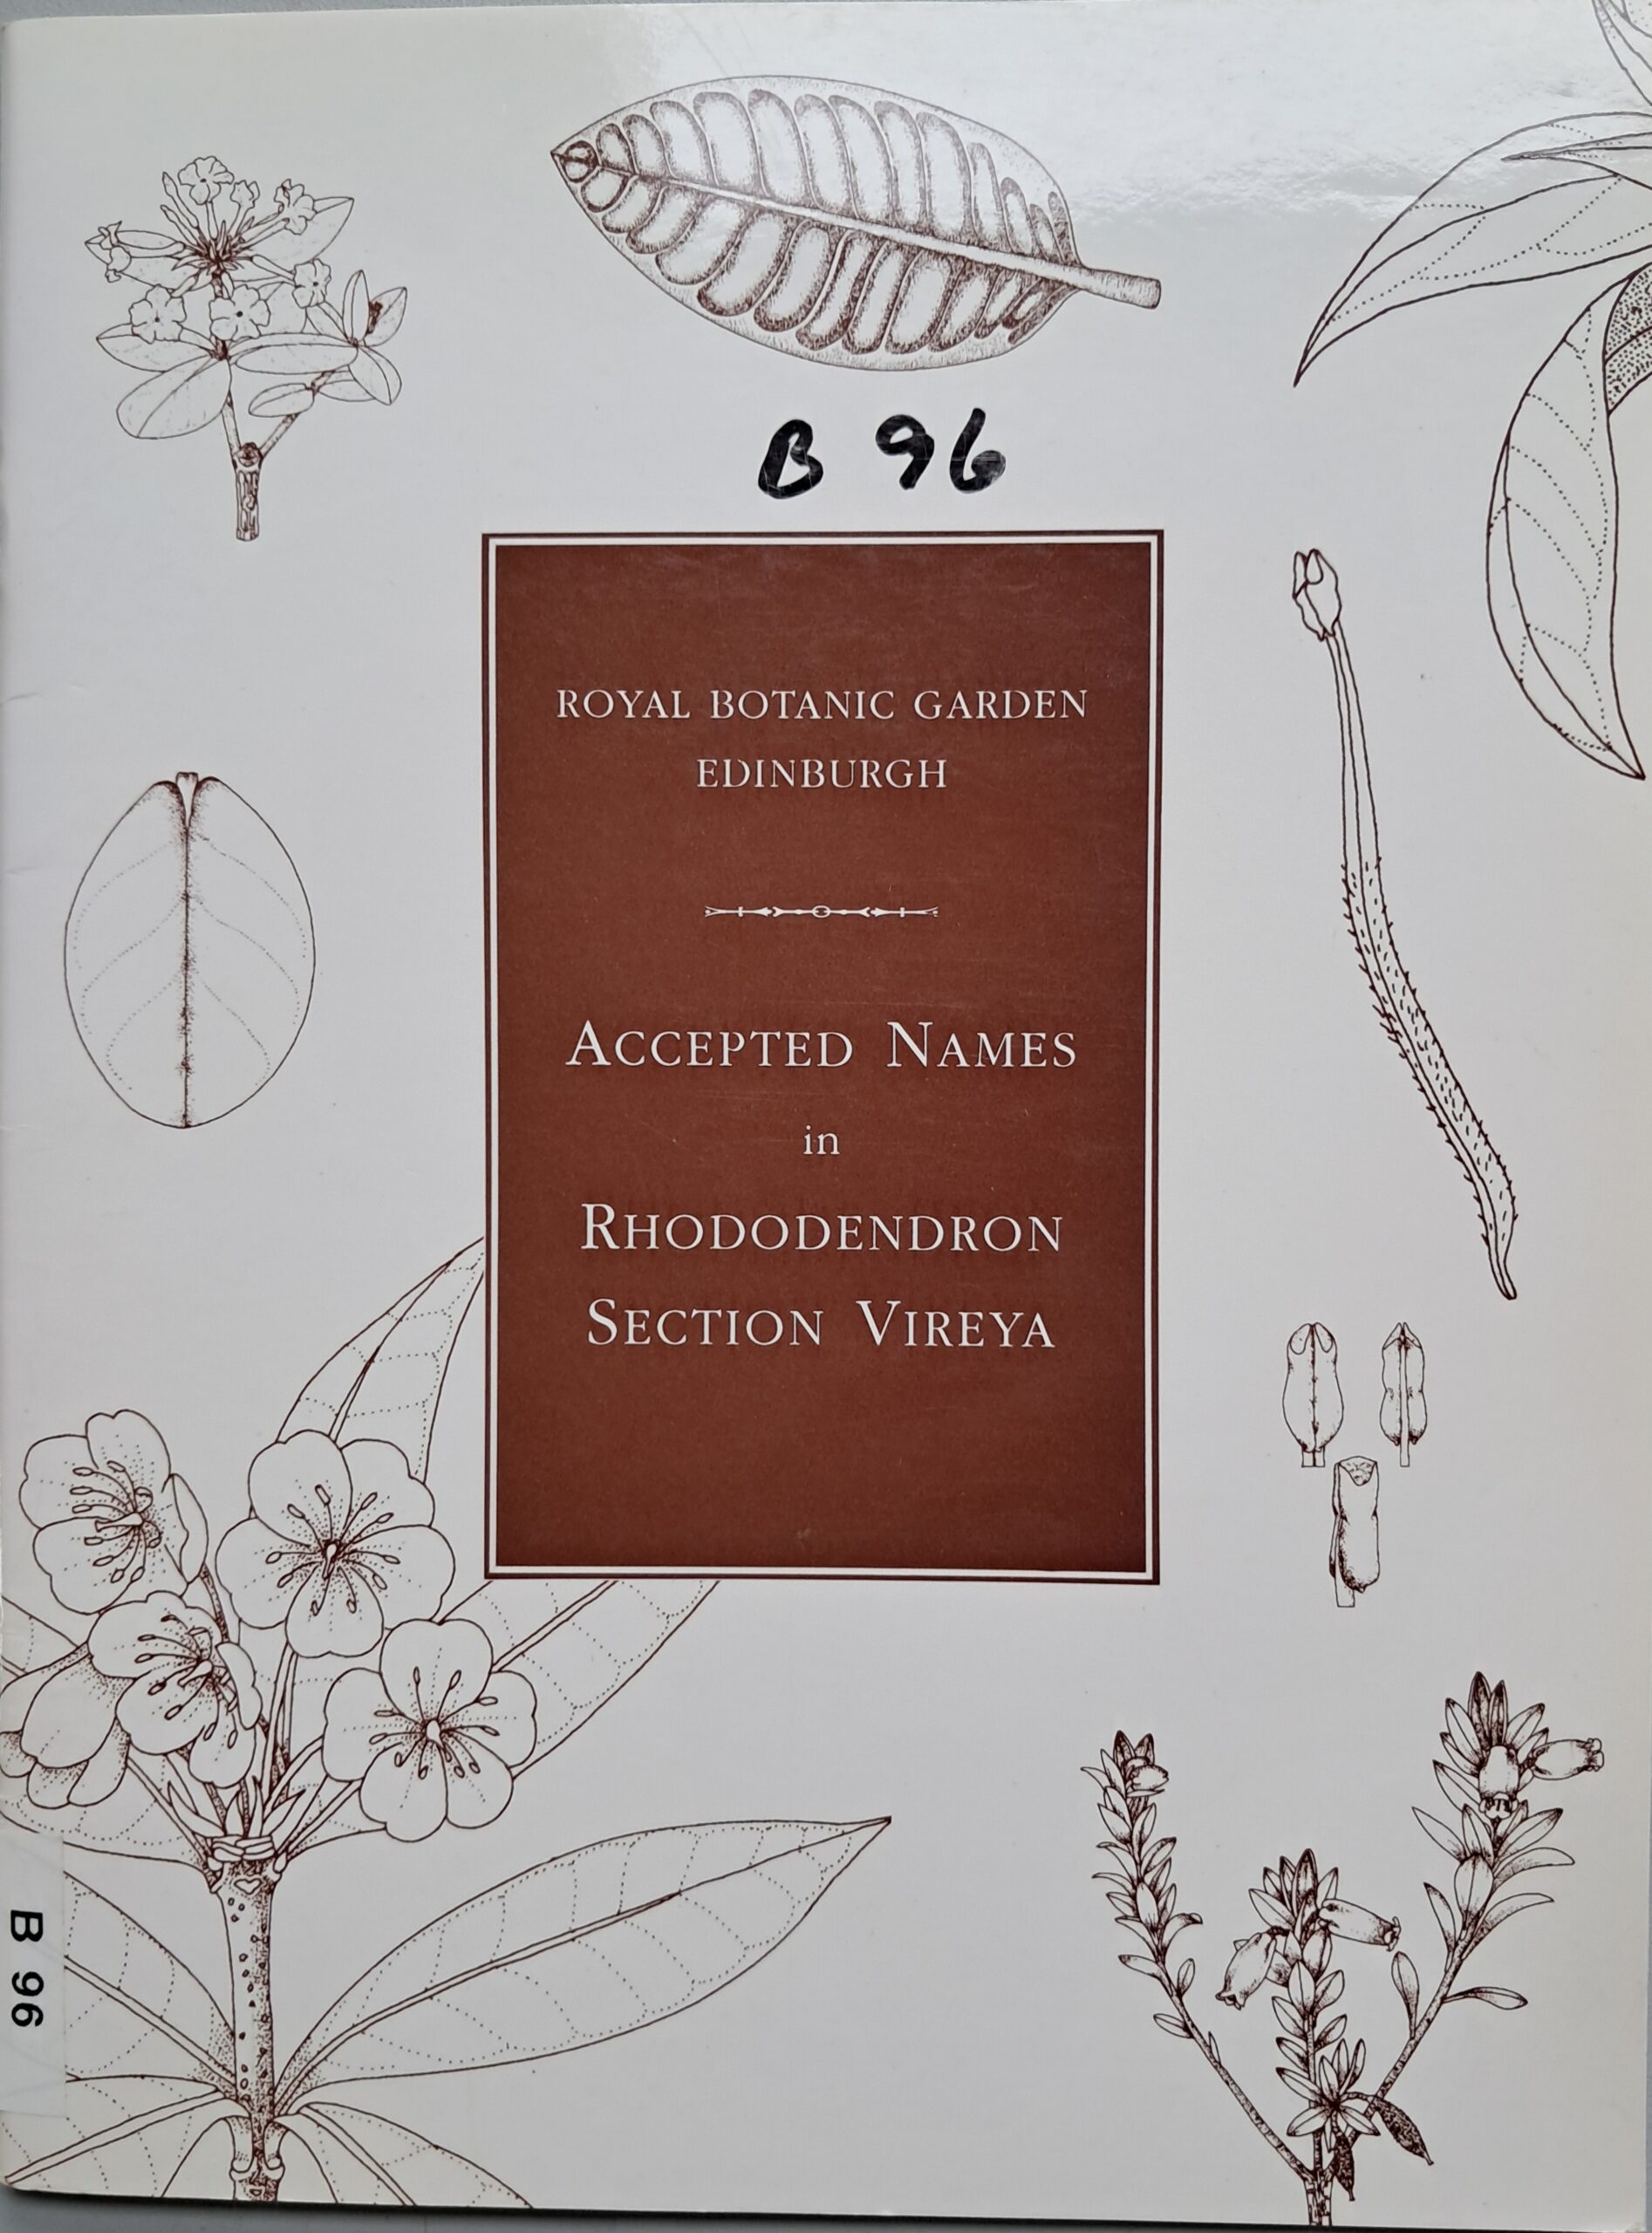 B 96
ROYAL BOTANIC GARDEN
EDINBURGH
ACCEPTED NAMES
in
RHODODENDRON
SECTION VIREYA
B 96